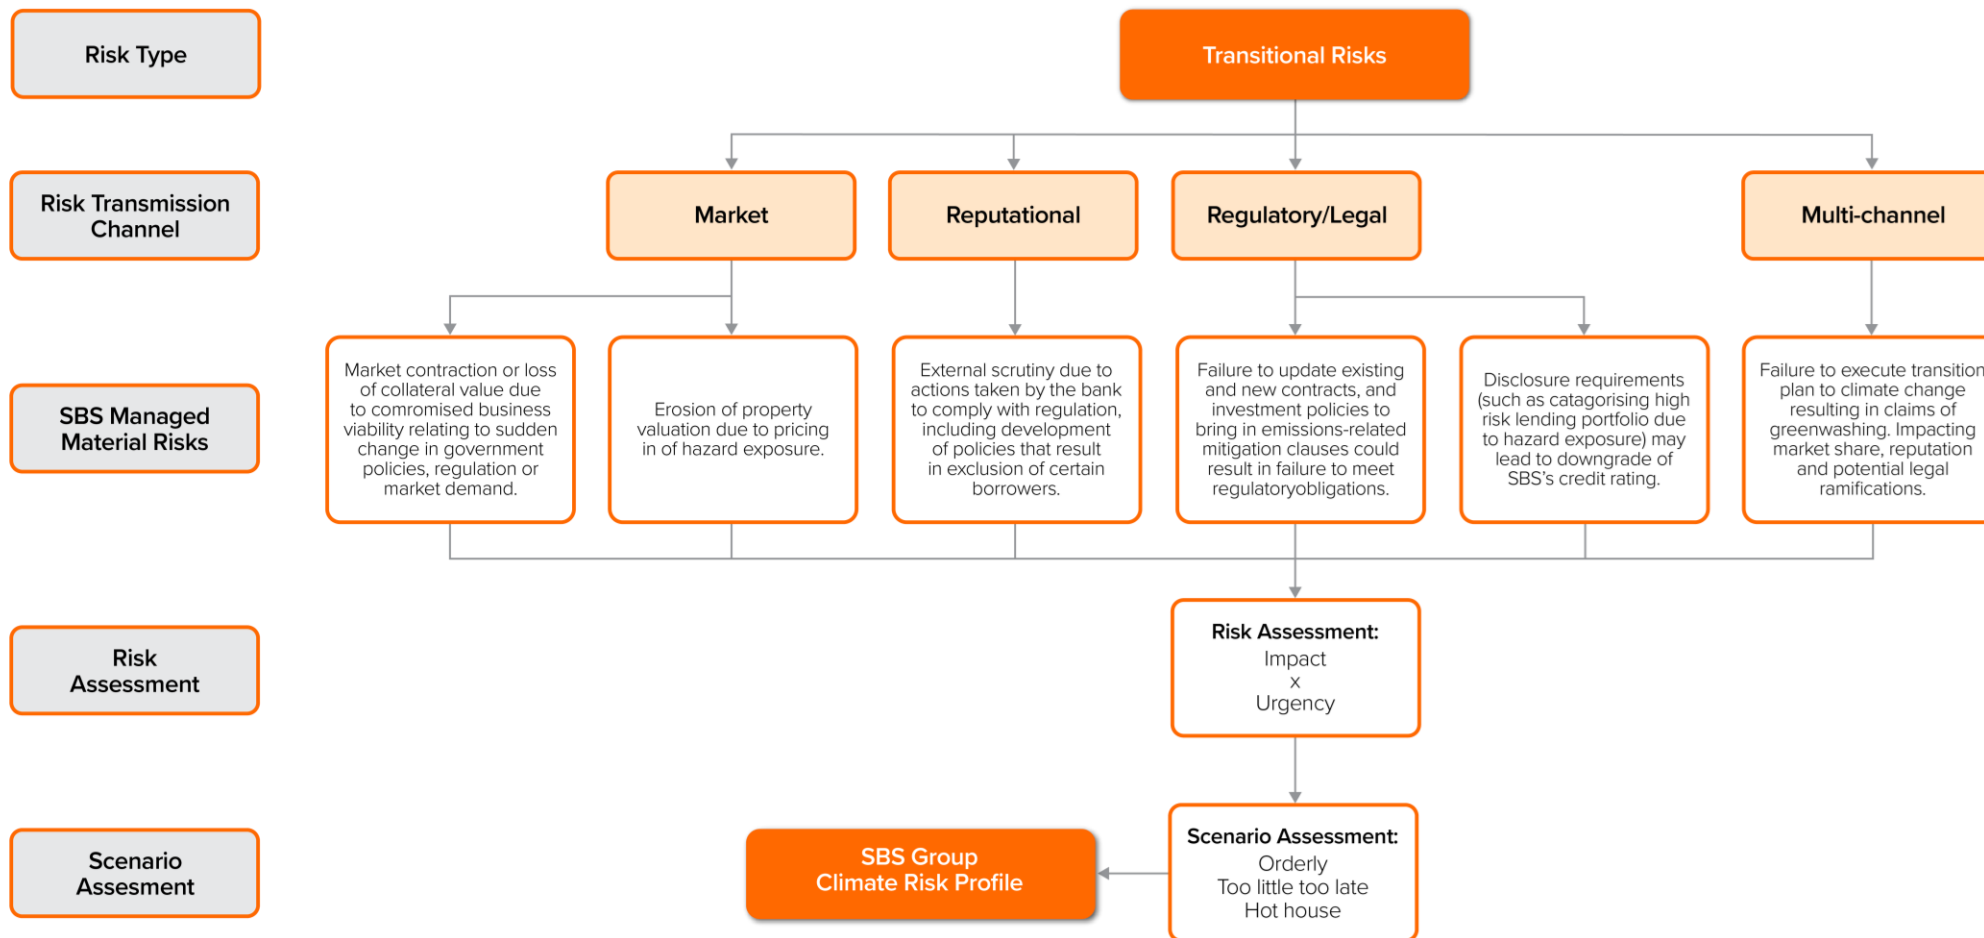 Risk Type
Transitional Risks
Risk Transmission
Channel
Market
Reputational
Regulatory/Legal
Multi-channel
SBS Managed
Material Risks
Market contraction or loss
of collateral value due
to comromised business
viability relating to sudden
change in government
policies, regulation or
market demand.
Erosion of property
valuation due to pricing
in of hazard exposure.
External scrutiny due to
actions taken by the bank
to comply with regulation,
including development
of policies that result
in exclusion of certain
borrowers.
Failure to update existing
and new contracts, and
investment policies to
bring in emissions-related
mitigation clauses could
result in failure to meet
regulatoryobligations.
Disclosure requirements
(such as catagorising high
risk lending portfolio due
to hazard exposure) may
lead to downgrade of
SBS’s credit rating.
Failure to execute transition
plan to climate change
resulting in claims of
greenwashing. Impacting
market share, reputation
and potential legal
ramifications.
Risk
Assessment
Risk Assessment:
Impact
x
Urgency
Scenario
Assesment
SBS Group
Climate Risk Profile
Scenario Assessment:
Orderly
Too little too late
Hot house